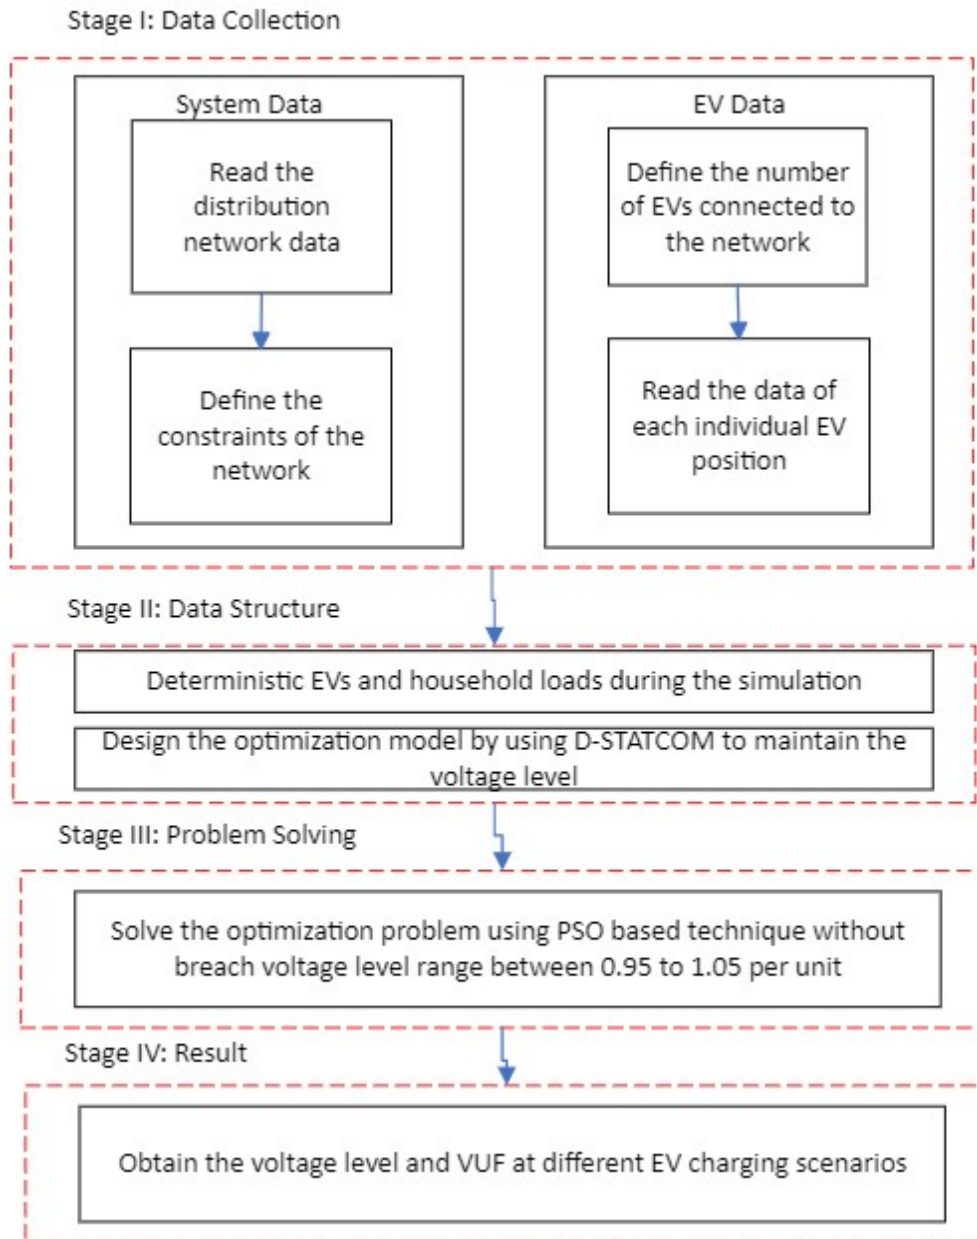 Stage I: Data Collection
System Data
Read the
distribution
network data
Define the
constraints of the
network
EV Data
Define the number
of EVs connected to
the network
Read the data of
each individual EV
position
Stage II: Data Structure
Deterministic EVs and household loads during the simulation
Design the optimization model by using D-STATCOM to maintain the
voltage level
Stage III: Problem Solving
Solve the optimization problem using PSO based technique without
breach voltage level range between 0.95 to 1.05 per unit
Stage IV: Result
Obtain the voltage level and VUF at different EV charging scenarios